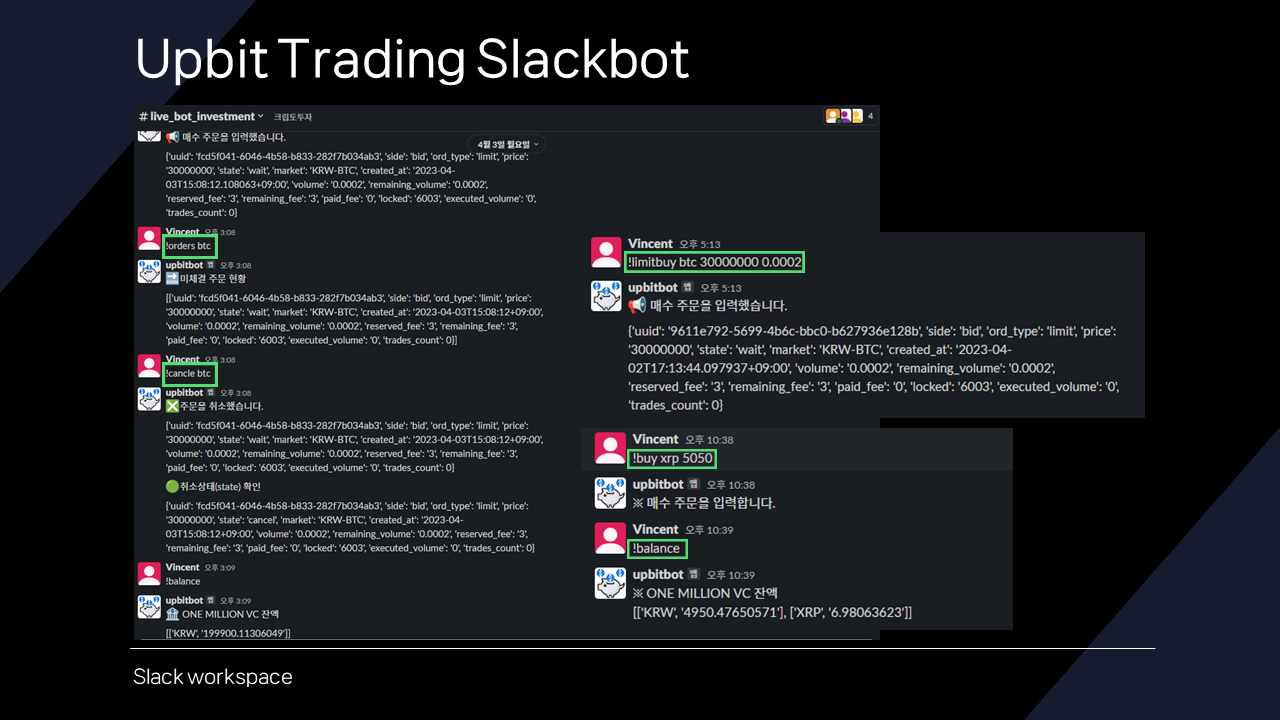 Upbit Trading Slackbot
# live_bot_investment
크립토투자
4
📢 매수 주문을 입력했습니다.
4월 3일 월요일
{'uuid': 'fcd5f041-6046-4b58-b833-282f7b034ab3', 'side': 'bid', 'ord_type': 'limit', 'price':
'30000000', 'state': 'wait', 'market': 'KRW-BTC', 'created_at': '2023-04-
03T15:08:12.108063+09:00', 'volume': '0.0002', 'remaining_volume': '0.0002',
'reserved_fee': '3', 'remaining_fee': '3', 'paid_fee': '0', 'locked': '6003', 'executed_volume': '0',
'trades_count': 0}
Vincent 오후 3:08
!orders btc
upbitbot 앱 오후 3:08
미체결 주문 현황
[{'uuid': 'fcd5f041-6046-4b58-b833-282f7b034ab3', 'side': 'bid', 'ord_type': 'limit', 'price':
'30000000', 'state': 'wait', 'market': 'KRW-BTC', 'created_at': '2023-04-03T15:08:12+09:00',
'volume': '0.0002', 'remaining_volume': '0.0002', 'reserved_fee': '3', 'remaining_fee': '3',
'paid_fee': '0', 'locked': '6003', 'executed_volume': '0', 'trades_count': 0}]
Vincent 오후 3:08
!cancle btc
upbitbot 앱 오후 3:08
❎주문을 취소했습니다.
{'uuid': 'fcd5f041-6046-4b58-b833-282f7b034ab3', 'side': 'bid', 'ord_type': 'limit', 'price':
'30000000', 'state': 'wait', 'market': 'KRW-BTC', 'created_at': '2023-04-03T15:08:12+09:00',
'volume': '0.0002', 'remaining_volume': '0.0002', 'reserved_fee': '3', 'remaining_fee': '3',
'paid_fee': '0', 'locked': '6003', 'executed_volume': '0', 'trades_count': 0}
🟢취소상태(state) 확인
{'uuid': 'fcd5f041-6046-4b58-b833-282f7b034ab3', 'side': 'bid', 'ord_type': 'limit', 'price':
'30000000', 'state': 'cancel', 'market': 'KRW-BTC', 'created_at': '2023-04-
03T15:08:12+09:00', 'volume': '0.0002', 'remaining_volume': '0.0002', 'reserved_fee': '3',
'remaining_fee': '3', 'paid_fee': '0', 'locked': '6003', 'executed_volume': '0', 'trades_count': 0}
Vincent 오후 3:09
!balance
upbitbot 앱 오후 3:09
🏦 ONE MILLION VC 잔액
[['KRW', '199900.11306049']]
Vincent 오후 5:13
!limitbuy btc 30000000 0.0002
upbitbot 앱 오후 5:13
📢 매수 주문을 입력했습니다.
{'uuid': '9611e792-5699-4b6c-bbc0-b627936e128b', 'side': 'bid', 'ord_type': 'limit', 'price':
'30000000', 'state': 'wait', 'market': 'KRW-BTC', 'created_at': '2023-04-
02T17:13:44.097937+09:00', 'volume': '0.0002', 'remaining_volume': '0.0002',
'reserved_fee': '3', 'remaining_fee': '3', 'paid_fee': '0', 'locked': '6003', 'executed_volume': '0',
'trades_count': 0}
Vincent 오후 10:38
!buy xrp 5050
upbitbot 앱 오후 10:38
※ 매수 주문을 입력합니다.
Vincent 오후 10:39
!balance
upbitbot 앱 오후 10:39
※ ONE MILLION VC 잔액
[['KRW', '4950.47650571'], ['XRP', '6.98063623']]
Slack workspace